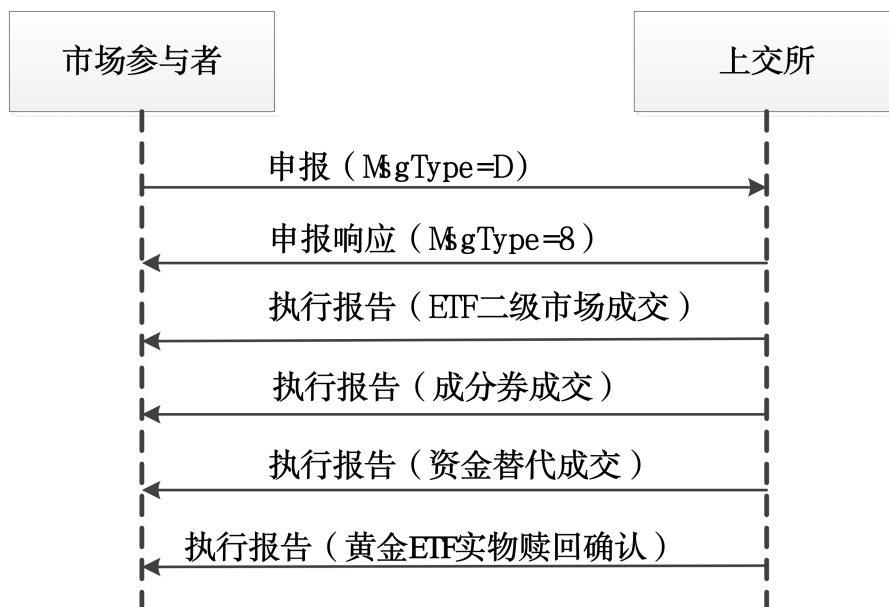 市场参与者
上交所
申报（MsgType=D）
申报响应（MsgType=8）
执行报告（ETF二级市场成交）
执行报告（成分券成交）
执行报告（资金替代成交）
执行报告（黄金ETF实物赎回确认）